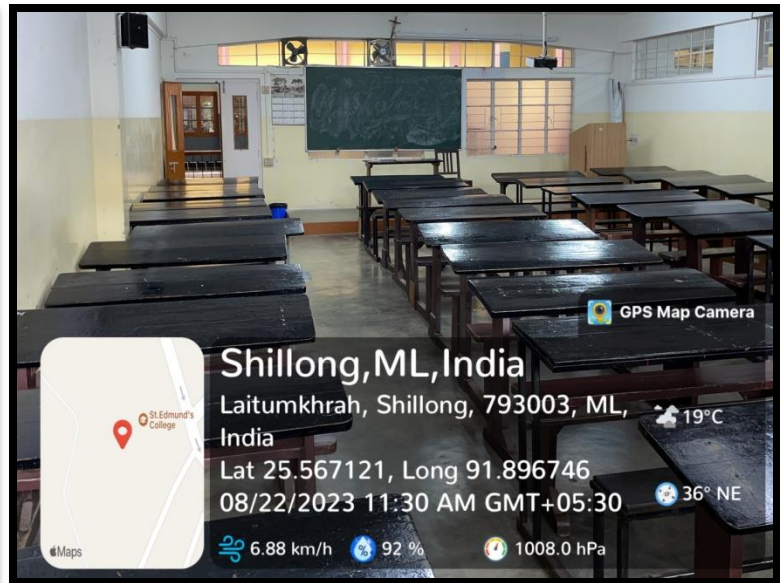 GPS Map Camera
Shillong,ML,India
Laitumkhrah, Shillong, 793003, ML,
India
Lat 25.567121, Long 91.896746
08/22/2023 11:30 AM GMT+05:30
19°C
36° NE
6.88 km/h
92 %
1008.0 hPa
St.Edmund's
College
Maps